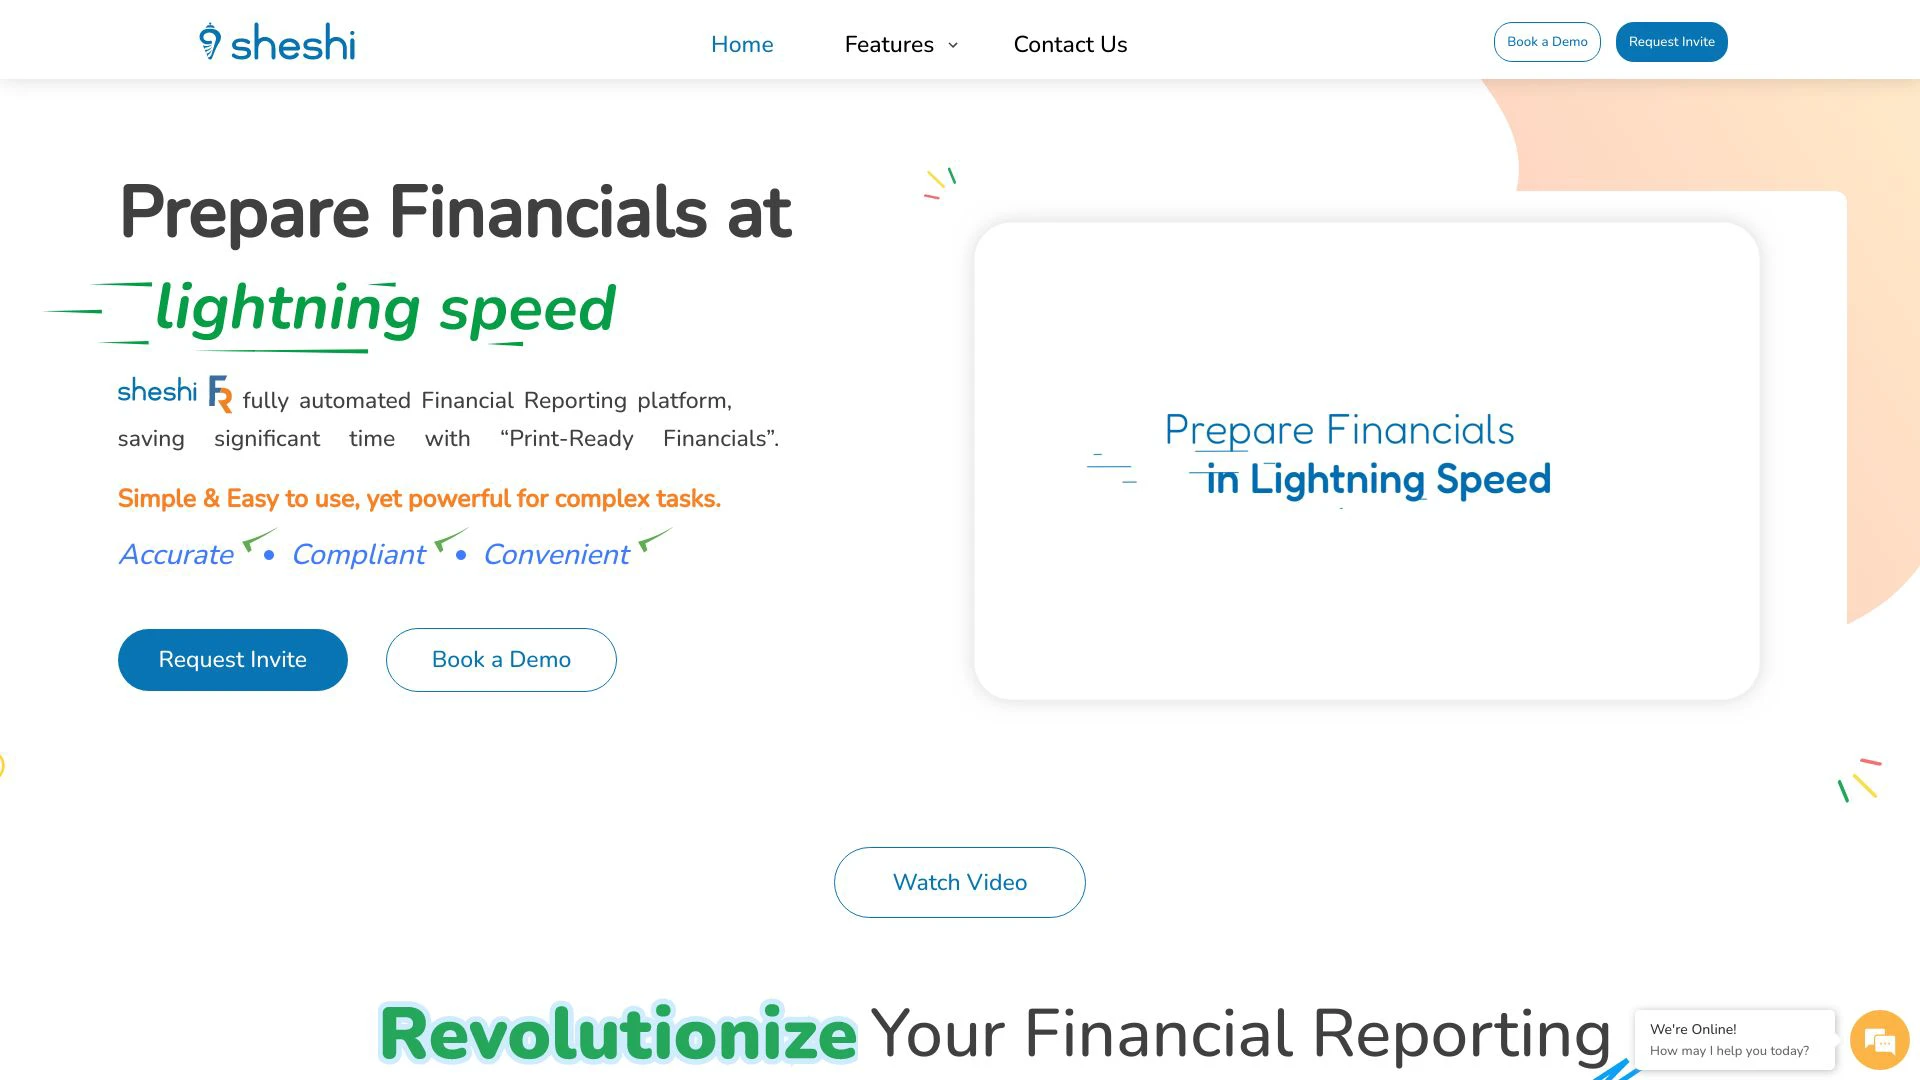 sheshi
Home
Features
Contact Us
Book a Demo
Request Invite
Prepare Financials at
lightning speed
sheshi FR fully automated Financial Reporting platform,
saving significant time with “Print-Ready Financials”.
Simple & Easy to use, yet powerful for complex tasks.
Accurate • Compliant • Convenient
Request Invite
Book a Demo
Prepare Financials
in Lightning Speed
Watch Video
Revolutionize Your Financial Reporting
We're Online!
How may I help you today?